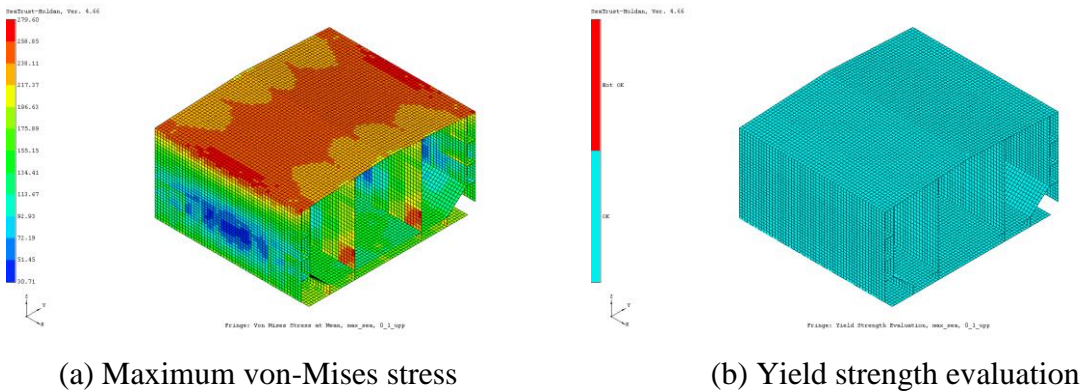 SeaTrust-Holdan, Ver. 4.66
279.60
258.85
238.11
217.37
196.63
175.89
155.15
134.41
113.67
92.93
72.19
51.45
30.71
Z
Y
X
Fringe: Von Mises Stress at Mean, max_sea, 0_1_upp
(a) Maximum von-Mises stress
SeaTrust-Holdan, Ver. 4.66
Not OK
OK
Z
Y
X
Fringe: Yield Strength Evaluation, max_sea, 0_1_upp
(b) Yield strength evaluation